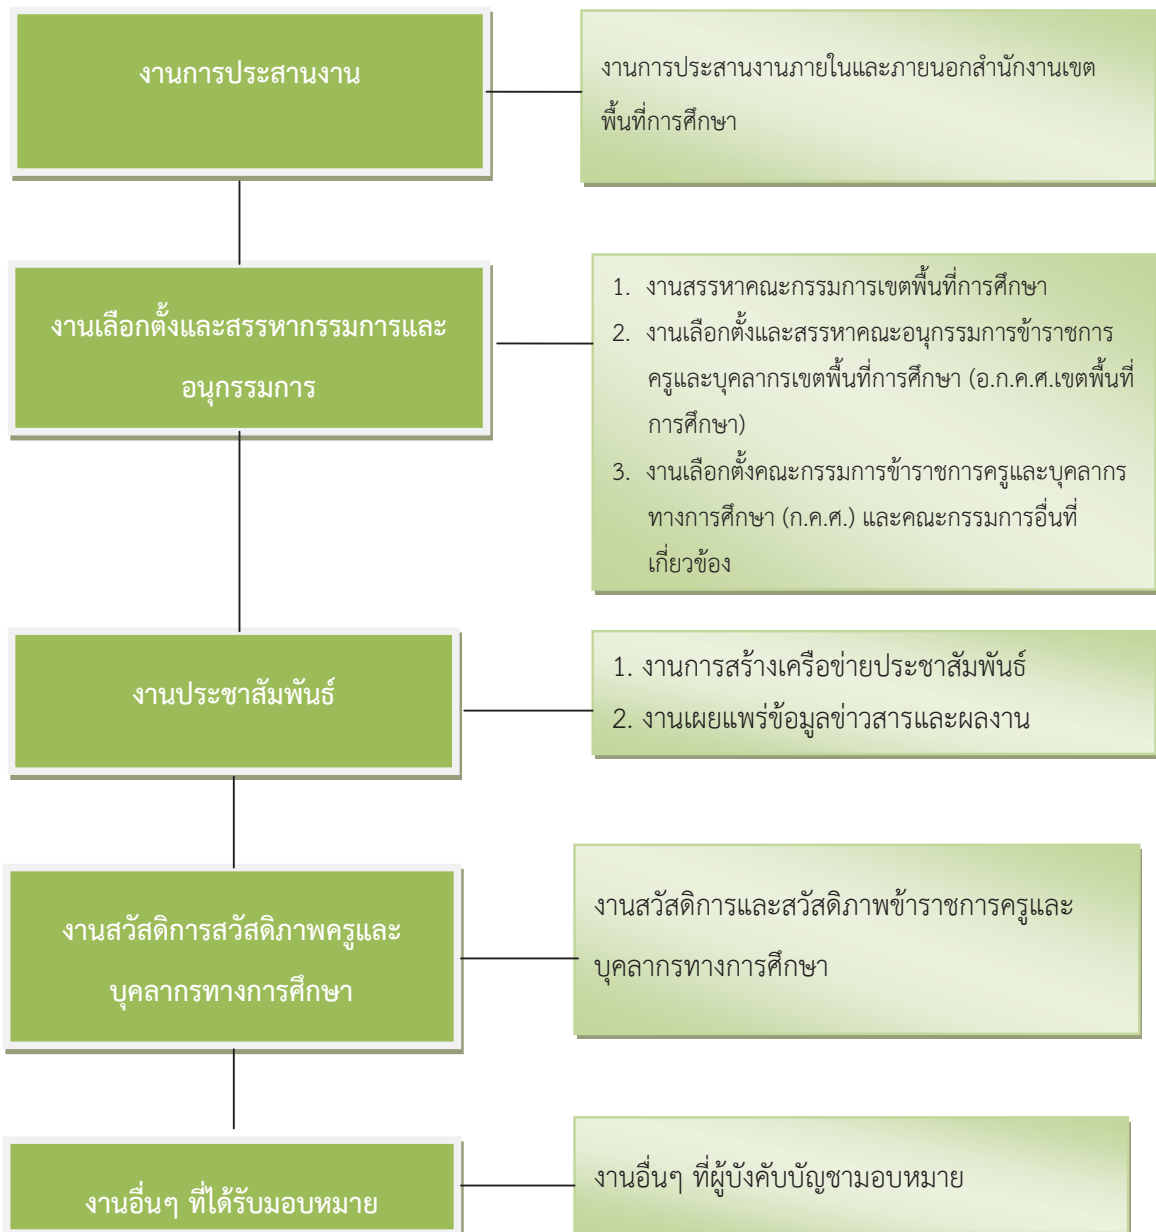 งานการประสานงาน
งานการประสานงานภายในและภายนอกสำนักงานเขต
พื้นที่การศึกษา
งานเลือกตั้งและสรรหากรรมการและ
อนุกรรมการ
1. งานสรรหาคณะกรรมการเขตพื้นที่การศึกษา
2. งานเลือกตั้งและสรรหาคณะอนุกรรมการข้าราชการ
ครูและบุคลากรเขตพื้นที่การศึกษา (อ.ก.ค.ศ.เขตพื้นที่
การศึกษา)
3. งานเลือกตั้งคณะกรรมการข้าราชการครูและบุคลากร
ทางการศึกษา (ก.ค.ศ.) และคณะกรรมการอื่นที่
เกี่ยวข้อง
งานประชาสัมพันธ์
1. งานการสร้างเครือข่ายประชาสัมพันธ์
2. งานเผยแพร่ข้อมูลข่าวสารและผลงาน
งานสวัสดิการสวัสดิภาพครูและ
บุคลากรทางการศึกษา
งานสวัสดิการและสวัสดิภาพข้าราชการครูและ
บุคลากรทางการศึกษา
งานอื่นๆ ที่ได้รับมอบหมาย
งานอื่นๆ ที่ผู้บังคับบัญชามอบหมาย